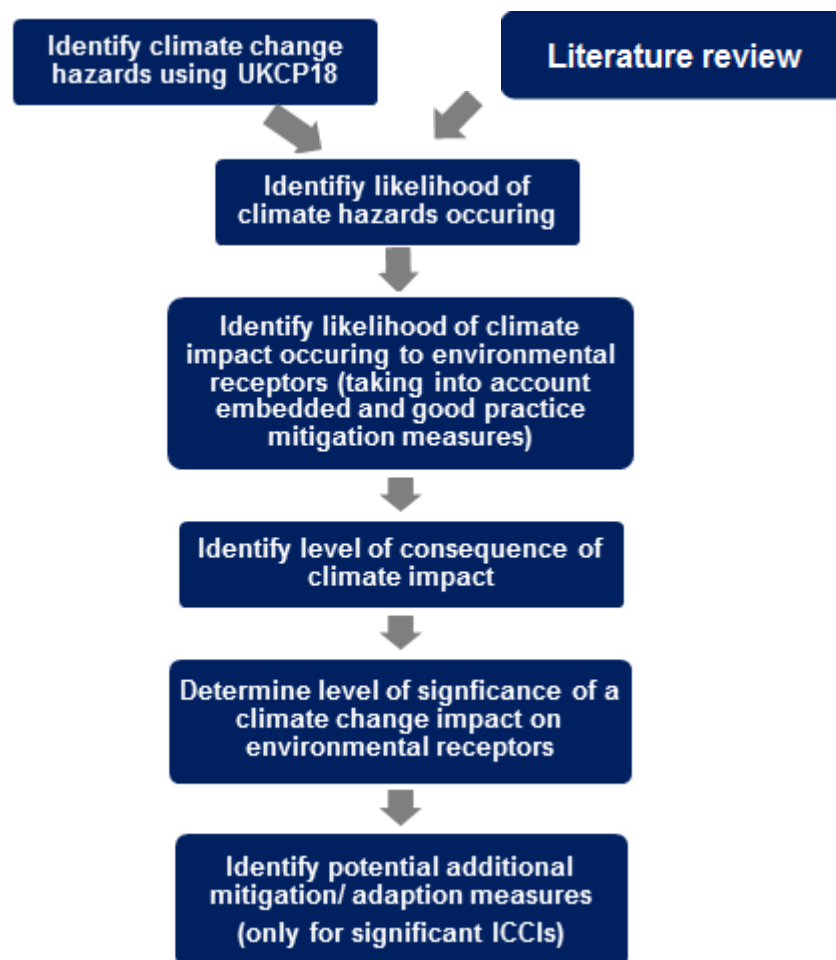 Identify climate change
hazards using UKCP18
Literature review
Identifiy likelihood of
climate hazards occuring
Identify likelihood of climate
impact occuring to environmental
receptors (taking into account
embedded and good practice
mitigation measures)
Identify level of consequence of
climate impact
Determine level of signficance of a
climate change impact on
environmental receptors
Identify potential additional
mitigation/ adaption measures
(only for significant ICCIs)